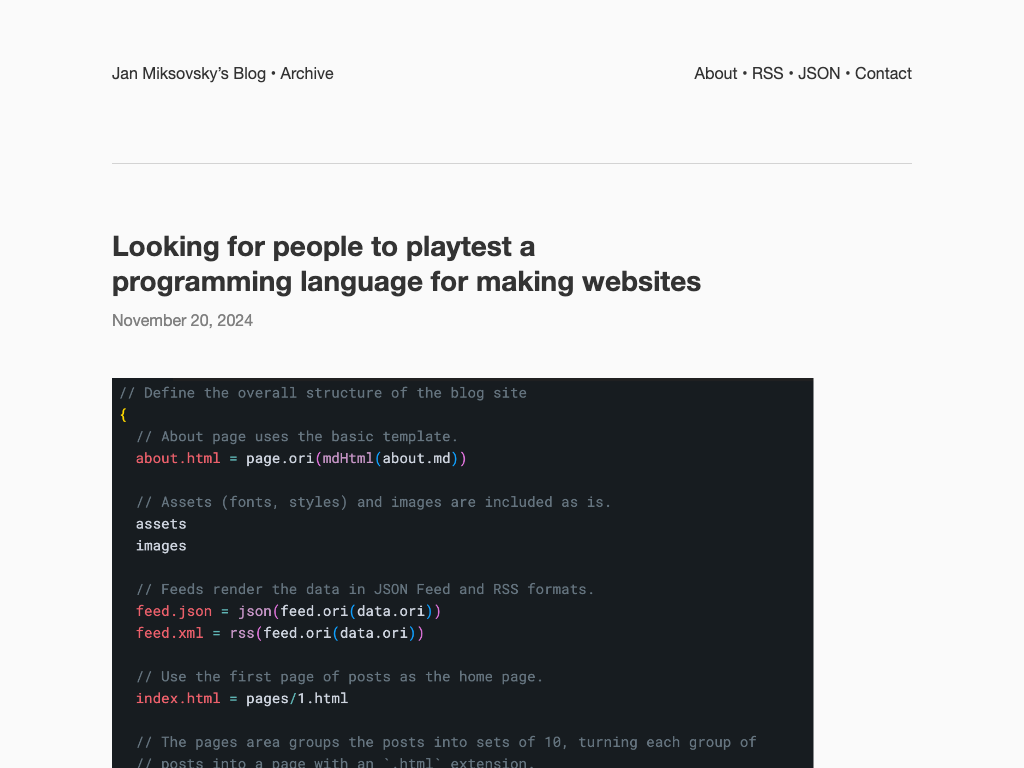 Jan Miksovsky’s Blog • Archive
About • RSS • JSON • Contact
Looking for people to playtest a
programming language for making websites
November 20, 2024
// Define the overall structure of the blog site
{
  // About page uses the basic template.
  about.html = page.ori(mdHtml(about.md))
  // Assets (fonts, styles) and images are included as is.
  assets
  images
  // Feeds render the data in JSON Feed and RSS formats.
  feed.json = json(feed.ori(data.ori))
  feed.xml = rss(feed.ori(data.ori))
  // Use the first page of posts as the home page.
  index.html = pages/1.html
  // The pages area groups the posts into sets of 10, turning each group of
  // posts into a page with an `.html` extension.